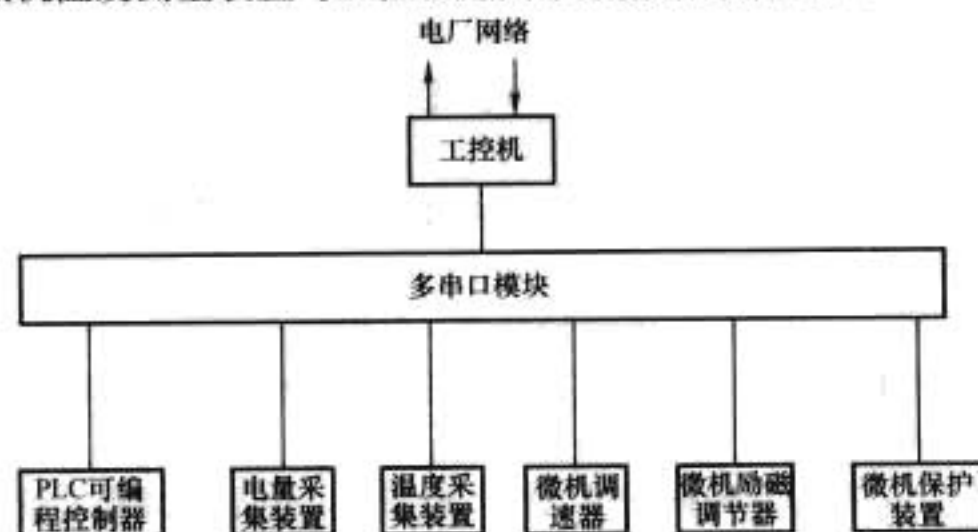 电厂网络
工控机
多串口模块
PLC可编
程控制器
电量采
集装置
温度采
集装置
微机调
速器
微机励磁
调节器
微机保护
装置